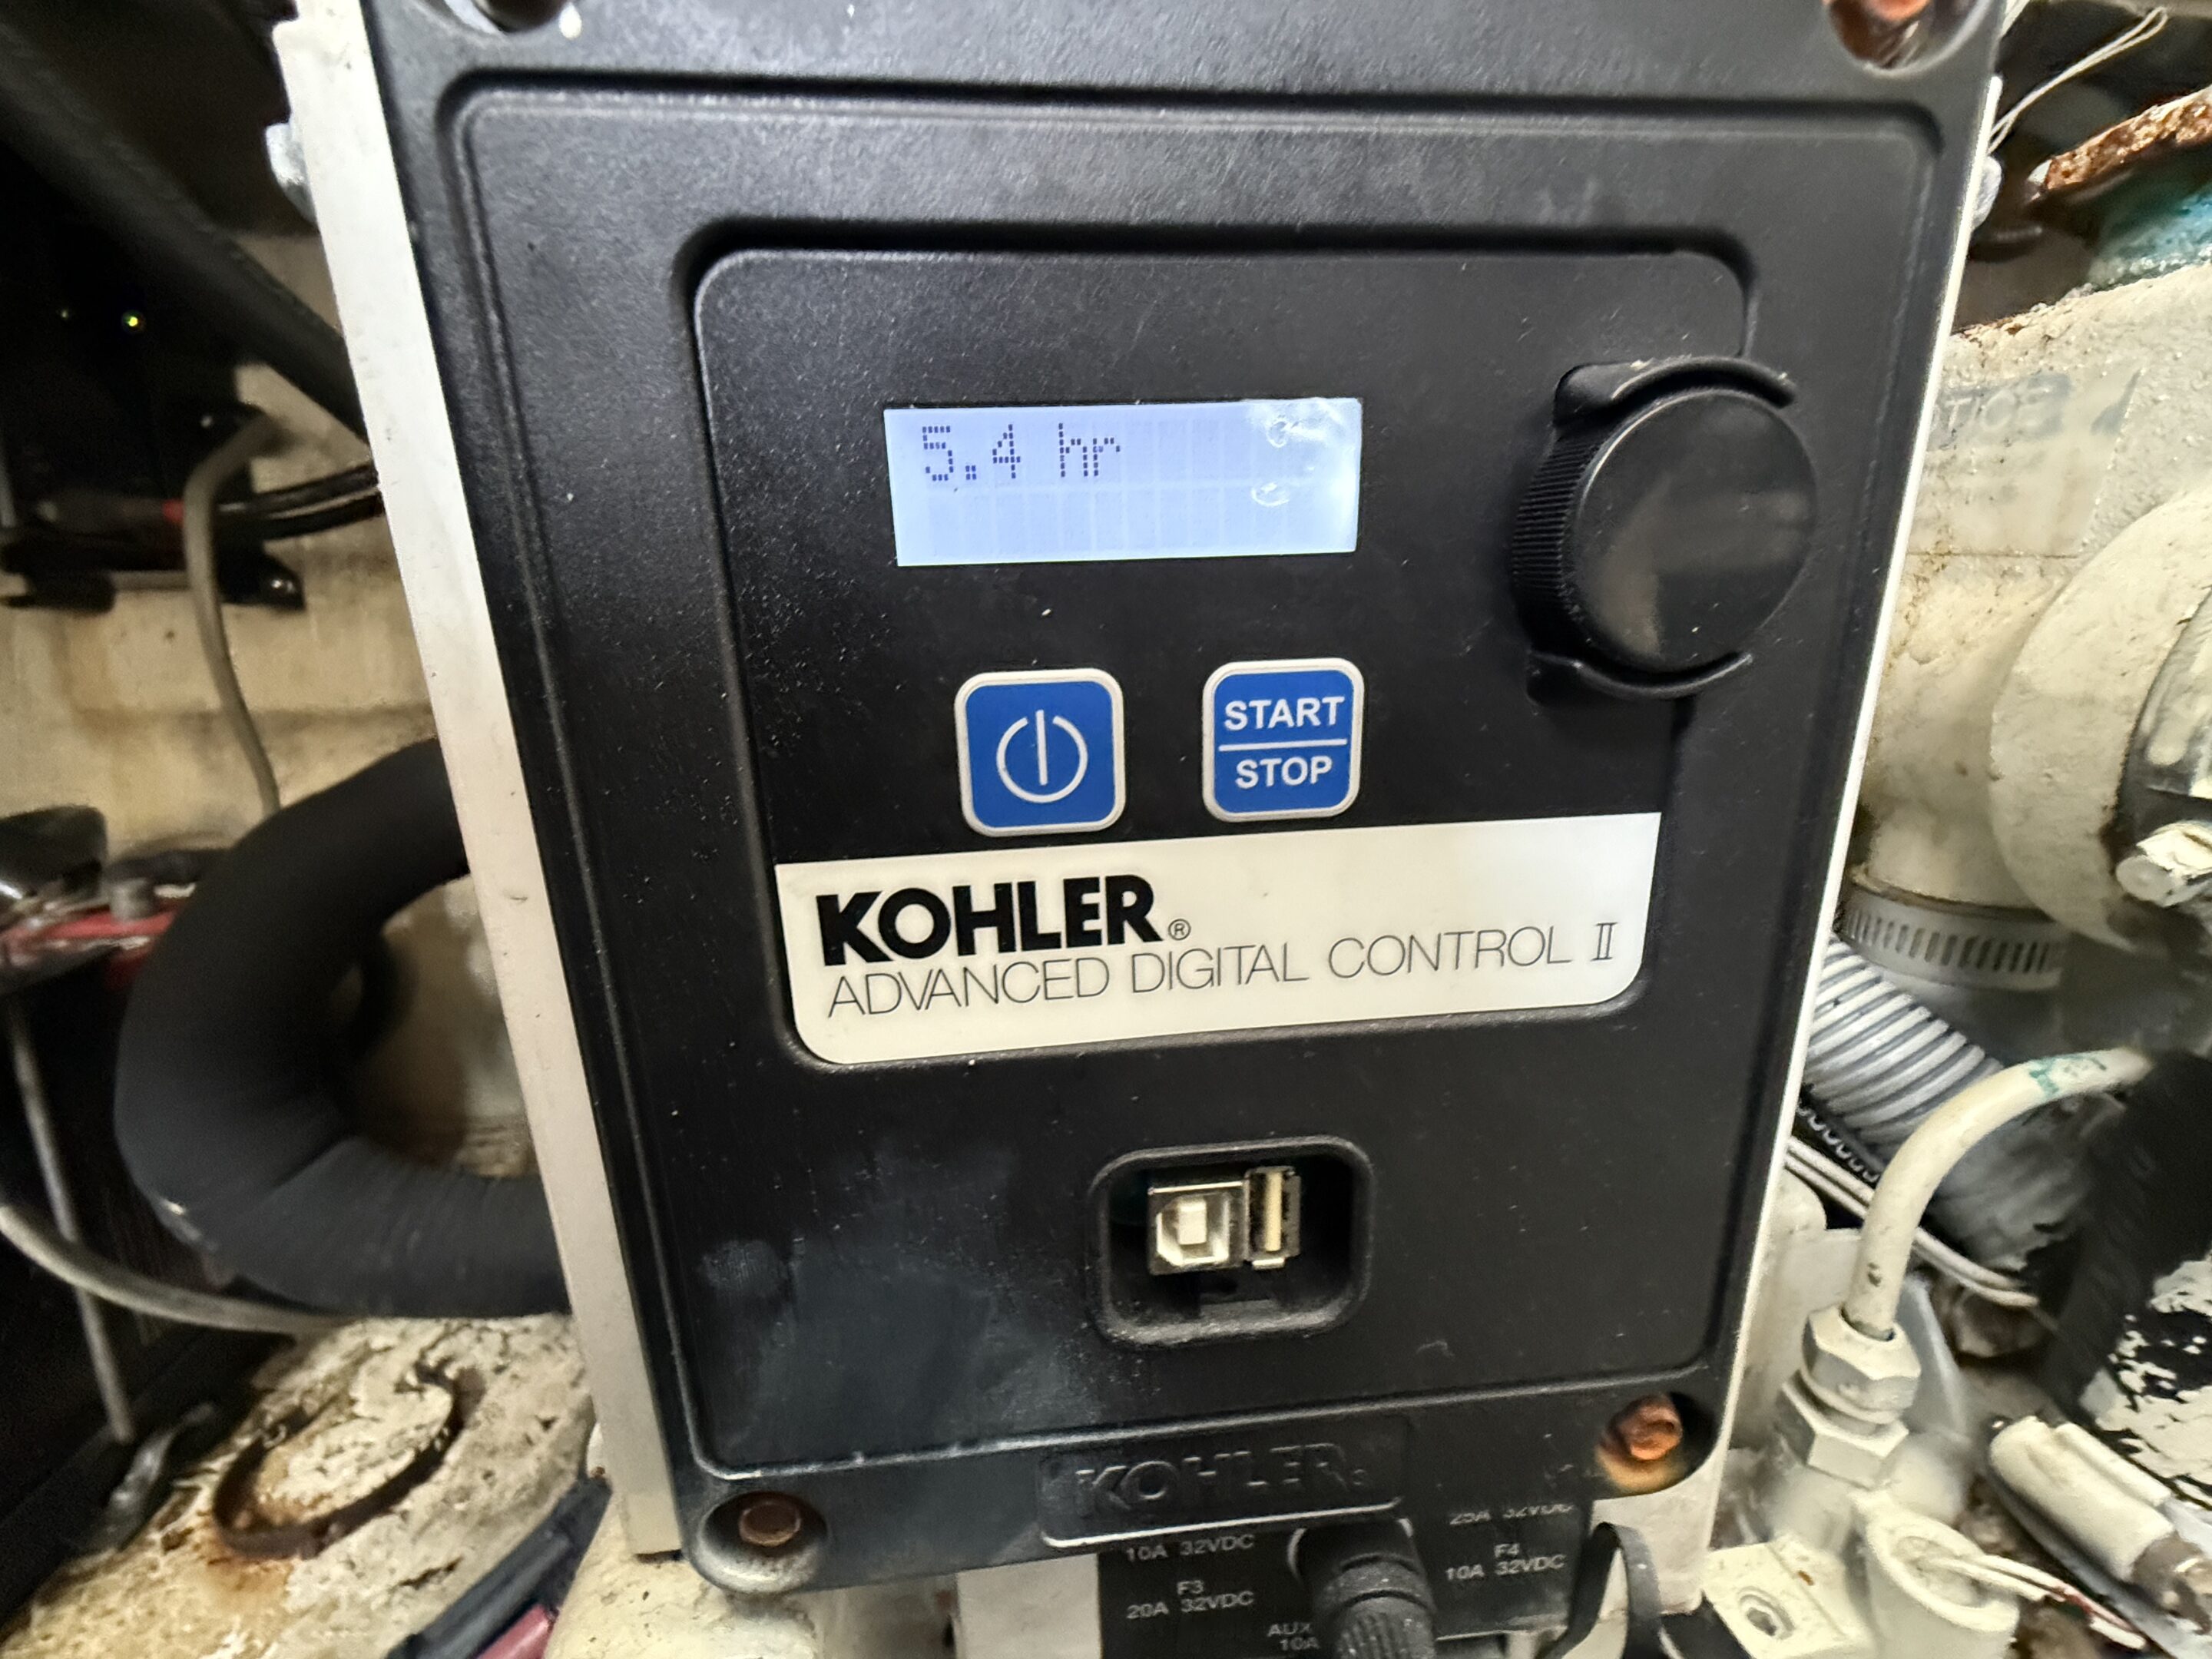 5.4 hr
START
STOP
KOHLER®
ADVANCED DIGITAL CONTROL II
KOHLER
10A 32VDC
25A 32VDC
F3
20A 32VDC
F4
10A 32VDC
AUX
10A